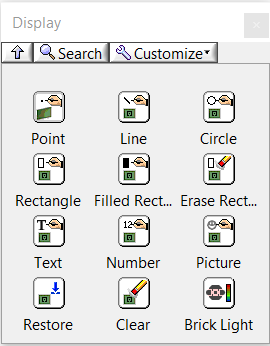 Display
Search Customize
Point Line Circle
Rectangle Filled Rect... Erase Rect...
Text Number Picture
Restore Clear Brick Light